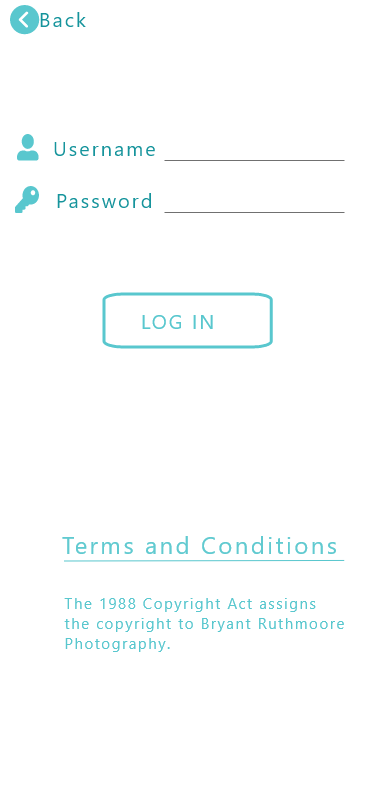 Back
Username
Password
LOG IN
Terms and Conditions
The 1988 Copyright Act assigns
the copyright to Bryant Ruthmoore
Photography.